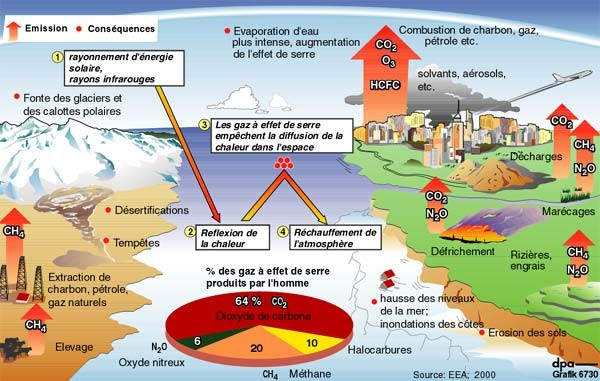 Emission
Conséquences
1
rayonnement d'énergie
solaire,
rayons infrarouges
Evaporation d'eau
plus intense, augmentation
de l'effet de serre
Combustion de charbon, gaz,
pétrole etc.
CO2
O3
HCFC
solvants, aérosols,
etc.
Fonte des glaciers et
des calottes polaires
3
Les gaz à effet de serre
empêchent la diffusion de la
chaleur dans l'espace
CO2
CH4
N2O
Décharges
Marécages
CO2
N2O
Défrichement
Désertifications
Tempêtes
2
Reflexion de
la chaleur
4
Réchauffement de
l'atmosphère
CH4
Extraction de
charbon, pétrole,
gaz naturels
Rizières,
engrais
CH4
N2O
% des gaz à effet de serre
produits par l'homme
64 % CO2
Dioxyde de carbone
6
20
10
N2O
Oxyde nitreux
CH4 Méthane
Halocarbures
CH4
Elevage
hausse des niveaux
de la mer;
inondations des côtes
Erosion des sols
Source: EEA; 2000
dpa
Grafik 6730